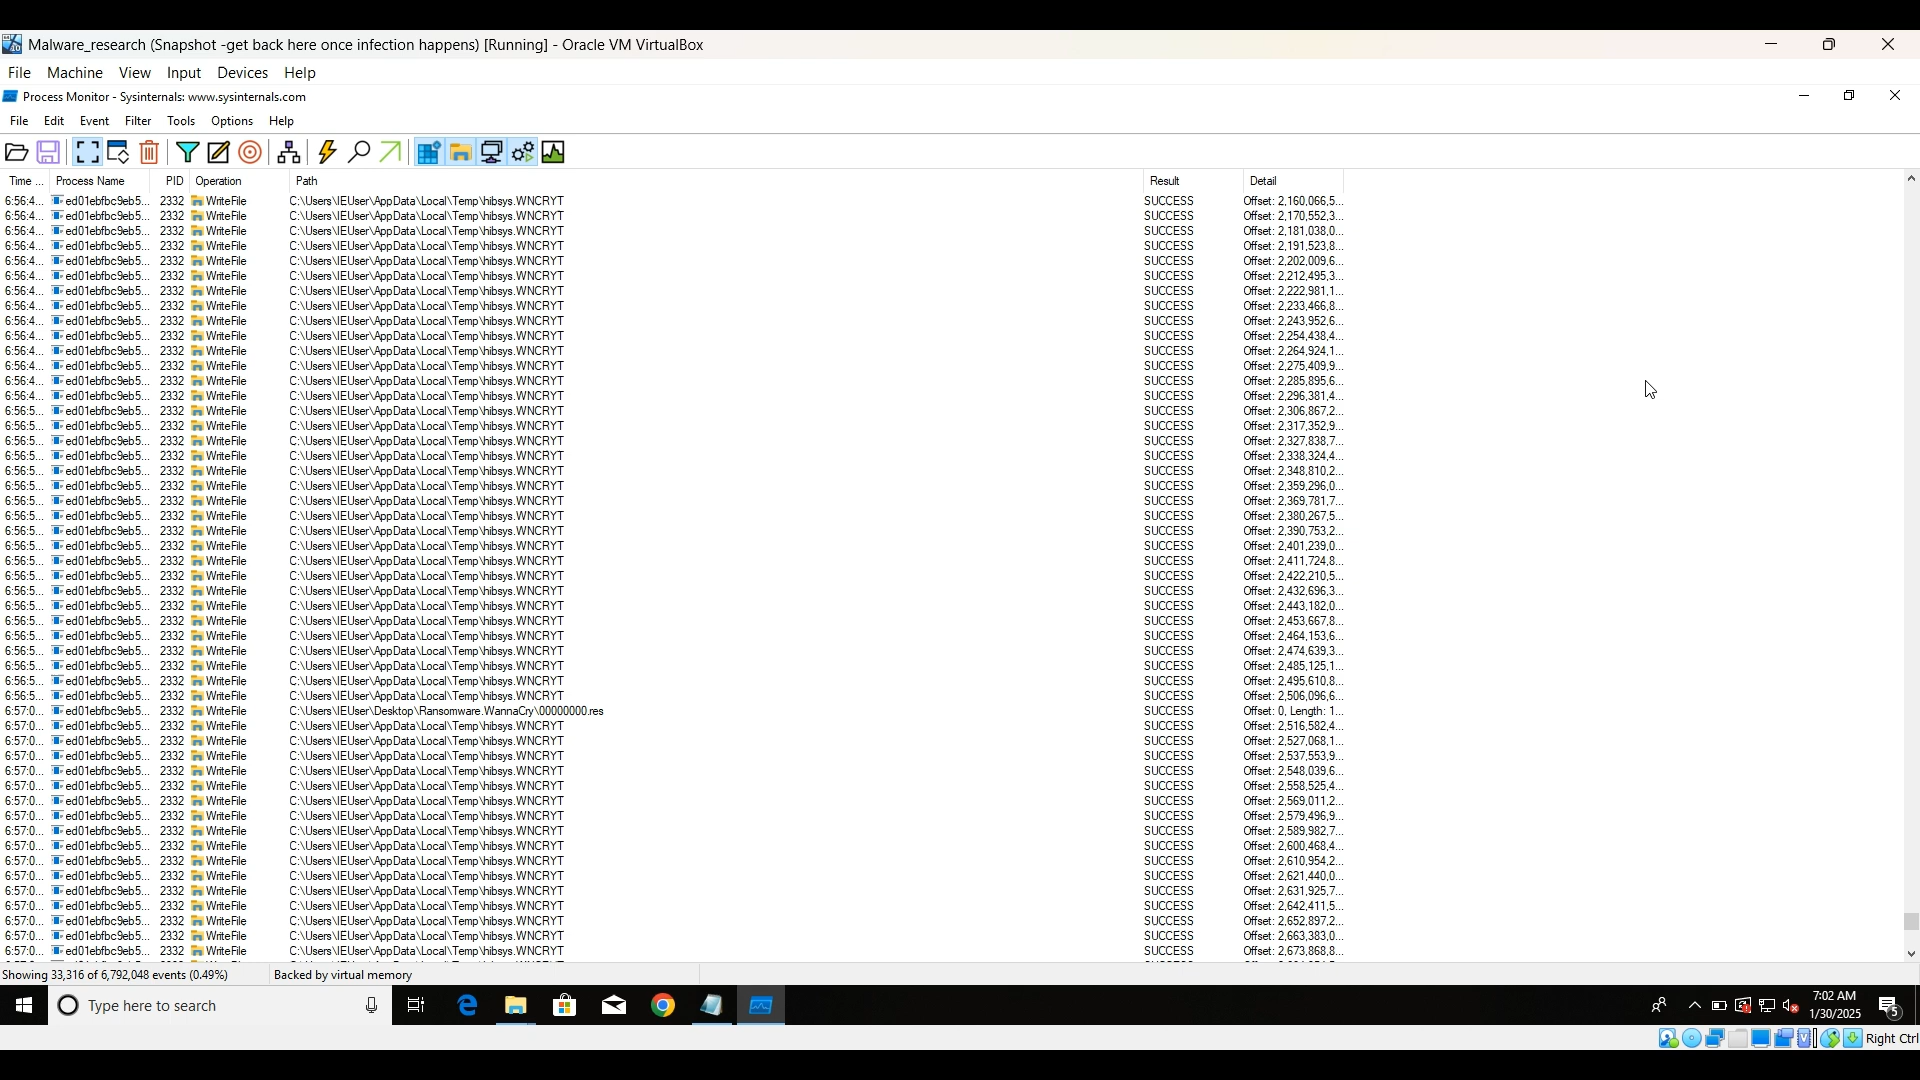 Malware_research (Snapshot -get back here once infection happens) [Running] - Oracle VM VirtualBox
File Machine View Input Devices Help
Process Monitor - Sysinternals: www.sysinternals.com
File Edit Event Filter Tools Options Help
Time ... Process Name PID Operation Path Result Detail
6:56:4... ed01ebfbc9eb5... 2332 WriteFile C:\Users\IEUser\AppData\Local\Temp\hibsys.WNCRYT SUCCESS Offset: 2,160,066,5...
6:56:4... ed01ebfbc9eb5... 2332 WriteFile C:\Users\IEUser\AppData\Local\Temp\hibsys.WNCRYT SUCCESS Offset: 2,170,552,3...
6:56:4... ed01ebfbc9eb5... 2332 WriteFile C:\Users\IEUser\AppData\Local\Temp\hibsys.WNCRYT SUCCESS Offset: 2,181,038,0...
6:56:4... ed01ebfbc9eb5... 2332 WriteFile C:\Users\IEUser\AppData\Local\Temp\hibsys.WNCRYT SUCCESS Offset: 2,191,523,8...
6:56:4... ed01ebfbc9eb5... 2332 WriteFile C:\Users\IEUser\AppData\Local\Temp\hibsys.WNCRYT SUCCESS Offset: 2,202,009,6...
6:56:4... ed01ebfbc9eb5... 2332 WriteFile C:\Users\IEUser\AppData\Local\Temp\hibsys.WNCRYT SUCCESS Offset: 2,212,495,3...
6:56:4... ed01ebfbc9eb5... 2332 WriteFile C:\Users\IEUser\AppData\Local\Temp\hibsys.WNCRYT SUCCESS Offset: 2,222,981,1...
6:56:4... ed01ebfbc9eb5... 2332 WriteFile C:\Users\IEUser\AppData\Local\Temp\hibsys.WNCRYT SUCCESS Offset: 2,233,466,8...
6:56:4... ed01ebfbc9eb5... 2332 WriteFile C:\Users\IEUser\AppData\Local\Temp\hibsys.WNCRYT SUCCESS Offset: 2,243,952,6...
6:56:4... ed01ebfbc9eb5... 2332 WriteFile C:\Users\IEUser\AppData\Local\Temp\hibsys.WNCRYT SUCCESS Offset: 2,254,438,4...
6:56:4... ed01ebfbc9eb5... 2332 WriteFile C:\Users\IEUser\AppData\Local\Temp\hibsys.WNCRYT SUCCESS Offset: 2,264,924,1...
6:56:4... ed01ebfbc9eb5... 2332 WriteFile C:\Users\IEUser\AppData\Local\Temp\hibsys.WNCRYT SUCCESS Offset: 2,275,409,9...
6:56:4... ed01ebfbc9eb5... 2332 WriteFile C:\Users\IEUser\AppData\Local\Temp\hibsys.WNCRYT SUCCESS Offset: 2,285,895,6...
6:56:4... ed01ebfbc9eb5... 2332 WriteFile C:\Users\IEUser\AppData\Local\Temp\hibsys.WNCRYT SUCCESS Offset: 2,296,381,4...
6:56:5... ed01ebfbc9eb5... 2332 WriteFile C:\Users\IEUser\AppData\Local\Temp\hibsys.WNCRYT SUCCESS Offset: 2,306,867,2...
6:56:5... ed01ebfbc9eb5... 2332 WriteFile C:\Users\IEUser\AppData\Local\Temp\hibsys.WNCRYT SUCCESS Offset: 2,317,352,9...
6:56:5... ed01ebfbc9eb5... 2332 WriteFile C:\Users\IEUser\AppData\Local\Temp\hibsys.WNCRYT SUCCESS Offset: 2,327,838,7...
6:56:5... ed01ebfbc9eb5... 2332 WriteFile C:\Users\IEUser\AppData\Local\Temp\hibsys.WNCRYT SUCCESS Offset: 2,338,324,4...
6:56:5... ed01ebfbc9eb5... 2332 WriteFile C:\Users\IEUser\AppData\Local\Temp\hibsys.WNCRYT SUCCESS Offset: 2,348,810,2...
6:56:5... ed01ebfbc9eb5... 2332 WriteFile C:\Users\IEUser\AppData\Local\Temp\hibsys.WNCRYT SUCCESS Offset: 2,359,296,0...
6:56:5... ed01ebfbc9eb5... 2332 WriteFile C:\Users\IEUser\AppData\Local\Temp\hibsys.WNCRYT SUCCESS Offset: 2,369,781,7...
6:56:5... ed01ebfbc9eb5... 2332 WriteFile C:\Users\IEUser\AppData\Local\Temp\hibsys.WNCRYT SUCCESS Offset: 2,380,267,5...
6:56:5... ed01ebfbc9eb5... 2332 WriteFile C:\Users\IEUser\AppData\Local\Temp\hibsys.WNCRYT SUCCESS Offset: 2,390,753,2...
6:56:5... ed01ebfbc9eb5... 2332 WriteFile C:\Users\IEUser\AppData\Local\Temp\hibsys.WNCRYT SUCCESS Offset: 2,401,239,0...
6:56:5... ed01ebfbc9eb5... 2332 WriteFile C:\Users\IEUser\AppData\Local\Temp\hibsys.WNCRYT SUCCESS Offset: 2,411,724,8...
6:56:5... ed01ebfbc9eb5... 2332 WriteFile C:\Users\IEUser\AppData\Local\Temp\hibsys.WNCRYT SUCCESS Offset: 2,422,210,5...
6:56:5... ed01ebfbc9eb5... 2332 WriteFile C:\Users\IEUser\AppData\Local\Temp\hibsys.WNCRYT SUCCESS Offset: 2,432,696,3...
6:56:5... ed01ebfbc9eb5... 2332 WriteFile C:\Users\IEUser\AppData\Local\Temp\hibsys.WNCRYT SUCCESS Offset: 2,443,182,0...
6:56:5... ed01ebfbc9eb5... 2332 WriteFile C:\Users\IEUser\AppData\Local\Temp\hibsys.WNCRYT SUCCESS Offset: 2,453,667,8...
6:56:5... ed01ebfbc9eb5... 2332 WriteFile C:\Users\IEUser\AppData\Local\Temp\hibsys.WNCRYT SUCCESS Offset: 2,464,153,6...
6:56:5... ed01ebfbc9eb5... 2332 WriteFile C:\Users\IEUser\AppData\Local\Temp\hibsys.WNCRYT SUCCESS Offset: 2,474,639,3...
6:56:5... ed01ebfbc9eb5... 2332 WriteFile C:\Users\IEUser\AppData\Local\Temp\hibsys.WNCRYT SUCCESS Offset: 2,485,125,1...
6:56:5... ed01ebfbc9eb5... 2332 WriteFile C:\Users\IEUser\AppData\Local\Temp\hibsys.WNCRYT SUCCESS Offset: 2,495,610,8...
6:56:5... ed01ebfbc9eb5... 2332 WriteFile C:\Users\IEUser\AppData\Local\Temp\hibsys.WNCRYT SUCCESS Offset: 2,506,096,6...
6:57:0... ed01ebfbc9eb5... 2332 WriteFile C:\Users\IEUser\Desktop\Ransomware.WannaCry\00000000.res SUCCESS Offset: 0, Length: 1...
6:57:0... ed01ebfbc9eb5... 2332 WriteFile C:\Users\IEUser\AppData\Local\Temp\hibsys.WNCRYT SUCCESS Offset: 2,516,582,4...
6:57:0... ed01ebfbc9eb5... 2332 WriteFile C:\Users\IEUser\AppData\Local\Temp\hibsys.WNCRYT SUCCESS Offset: 2,527,068,1...
6:57:0... ed01ebfbc9eb5... 2332 WriteFile C:\Users\IEUser\AppData\Local\Temp\hibsys.WNCRYT SUCCESS Offset: 2,537,553,9...
6:57:0... ed01ebfbc9eb5... 2332 WriteFile C:\Users\IEUser\AppData\Local\Temp\hibsys.WNCRYT SUCCESS Offset: 2,548,039,6...
6:57:0... ed01ebfbc9eb5... 2332 WriteFile C:\Users\IEUser\AppData\Local\Temp\hibsys.WNCRYT SUCCESS Offset: 2,558,525,4...
6:57:0... ed01ebfbc9eb5... 2332 WriteFile C:\Users\IEUser\AppData\Local\Temp\hibsys.WNCRYT SUCCESS Offset: 2,569,011,2...
6:57:0... ed01ebfbc9eb5... 2332 WriteFile C:\Users\IEUser\AppData\Local\Temp\hibsys.WNCRYT SUCCESS Offset: 2,579,496,9...
6:57:0... ed01ebfbc9eb5... 2332 WriteFile C:\Users\IEUser\AppData\Local\Temp\hibsys.WNCRYT SUCCESS Offset: 2,589,982,7...
6:57:0... ed01ebfbc9eb5... 2332 WriteFile C:\Users\IEUser\AppData\Local\Temp\hibsys.WNCRYT SUCCESS Offset: 2,600,468,4...
6:57:0... ed01ebfbc9eb5... 2332 WriteFile C:\Users\IEUser\AppData\Local\Temp\hibsys.WNCRYT SUCCESS Offset: 2,610,954,2...
6:57:0... ed01ebfbc9eb5... 2332 WriteFile C:\Users\IEUser\AppData\Local\Temp\hibsys.WNCRYT SUCCESS Offset: 2,621,440,0...
6:57:0... ed01ebfbc9eb5... 2332 WriteFile C:\Users\IEUser\AppData\Local\Temp\hibsys.WNCRYT SUCCESS Offset: 2,631,925,7...
6:57:0... ed01ebfbc9eb5... 2332 WriteFile C:\Users\IEUser\AppData\Local\Temp\hibsys.WNCRYT SUCCESS Offset: 2,642,411,5...
6:57:0... ed01ebfbc9eb5... 2332 WriteFile C:\Users\IEUser\AppData\Local\Temp\hibsys.WNCRYT SUCCESS Offset: 2,652,897,2...
6:57:0... ed01ebfbc9eb5... 2332 WriteFile C:\Users\IEUser\AppData\Local\Temp\hibsys.WNCRYT SUCCESS Offset: 2,663,383,0...
6:57:0... ed01ebfbc9eb5... 2332 WriteFile C:\Users\IEUser\AppData\Local\Temp\hibsys.WNCRYT SUCCESS Offset: 2,673,868,8...
Showing 33,316 of 6,792,048 events (0.49%) Backed by virtual memory
Type here to search
7:02 AM
1/30/2025
5
Right Ctrl